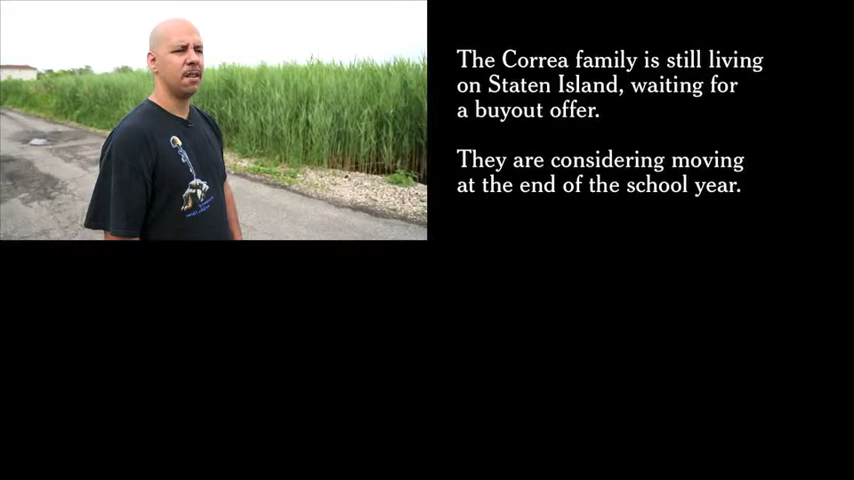 The Correa family is still living
on Staten Island, waiting for
a buyout offer.
They are considering moving
at the end of the school year.